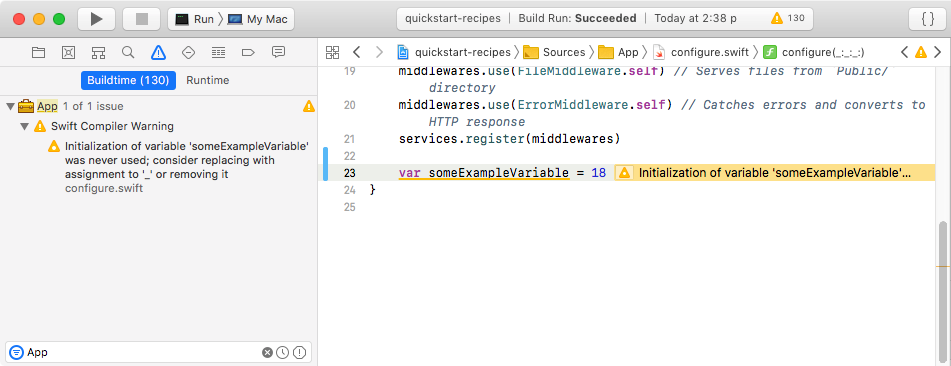 Run 〉 My Mac
quickstart-recipes | Build Run: Succeeded | Today at 2:38 p
130
{ }
Buildtime (130)
Runtime
App 1 of 1 issue
Swift Compiler Warning
Initialization of variable 'someExampleVariable'
was never used; consider replacing with
assignment to '_' or removing it
configure.swift
App
quickstart-recipes 〉 Sources 〉 App 〉 configure.swift 〉 f configure(_:_:_:)
19 middlewares.use(FileMiddleware.self) // Serves files from `Public/`
directory
20 middlewares.use(ErrorMiddleware.self) // Catches errors and converts to
HTTP response
21 services.register(middlewares)
22
23 var someExampleVariable = 18 Initialization of variable 'someExampleVariable'...
24 }
25